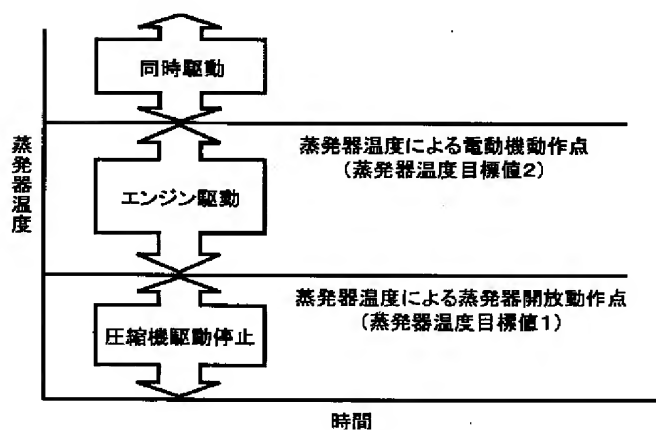 同時駆動
蒸発器温度による電動機動作点
(蒸発器温度目標値2)
蒸発器温度
エンジン駆動
蒸発器温度による蒸発器開放動作点
(蒸発器温度目標値1)
圧縮機駆動停止
時間